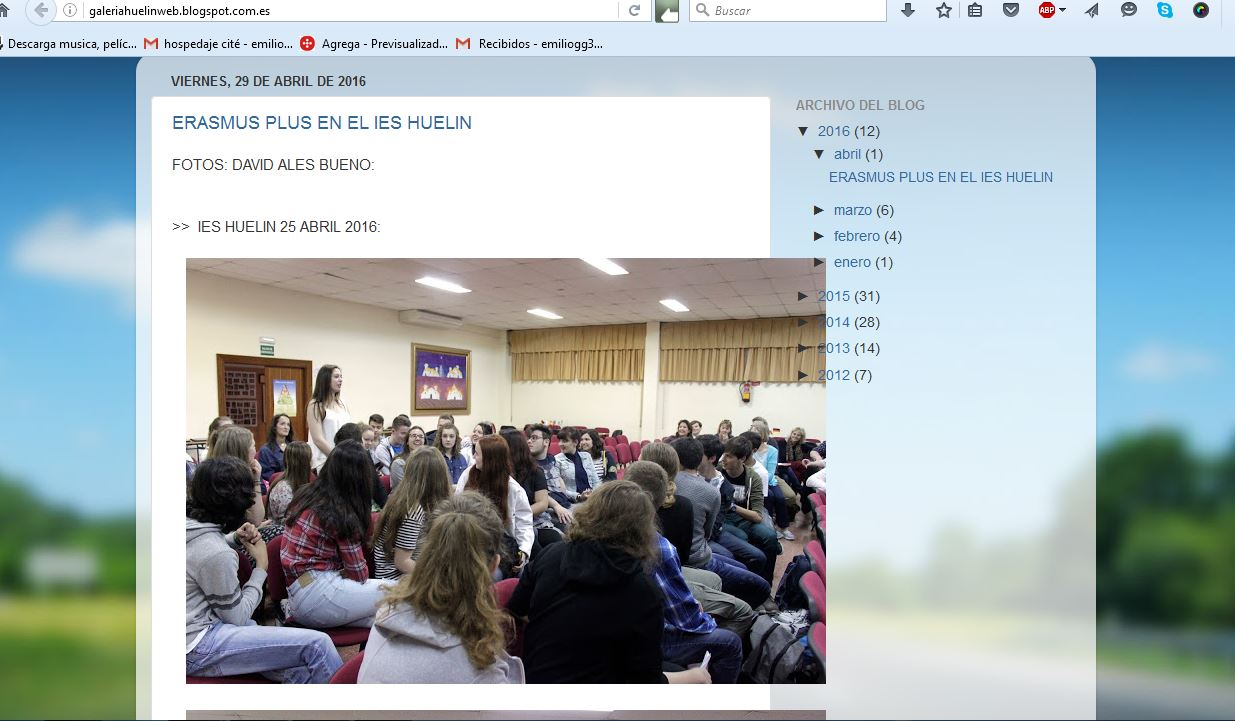 galeriahuelinweb.blogspot.com.es
Buscar
ABP
Descarga musica, pelíc...
hospedaje cité - emilio...
Agrega - Previsualizad...
Recibidos - emiliogg3...
VIERNES, 29 DE ABRIL DE 2016
ERASMUS PLUS EN EL IES HUELIN
FOTOS: DAVID ALES BUENO:
>> IES HUELIN 25 ABRIL 2016:
ARCHIVO DEL BLOG
▼ 2016 (12)
▼ abril (1)
ERASMUS PLUS EN EL IES HUELIN
► marzo (6)
► febrero (4)
► enero (1)
► 2015 (31)
► 2014 (28)
► 2013 (14)
► 2012 (7)